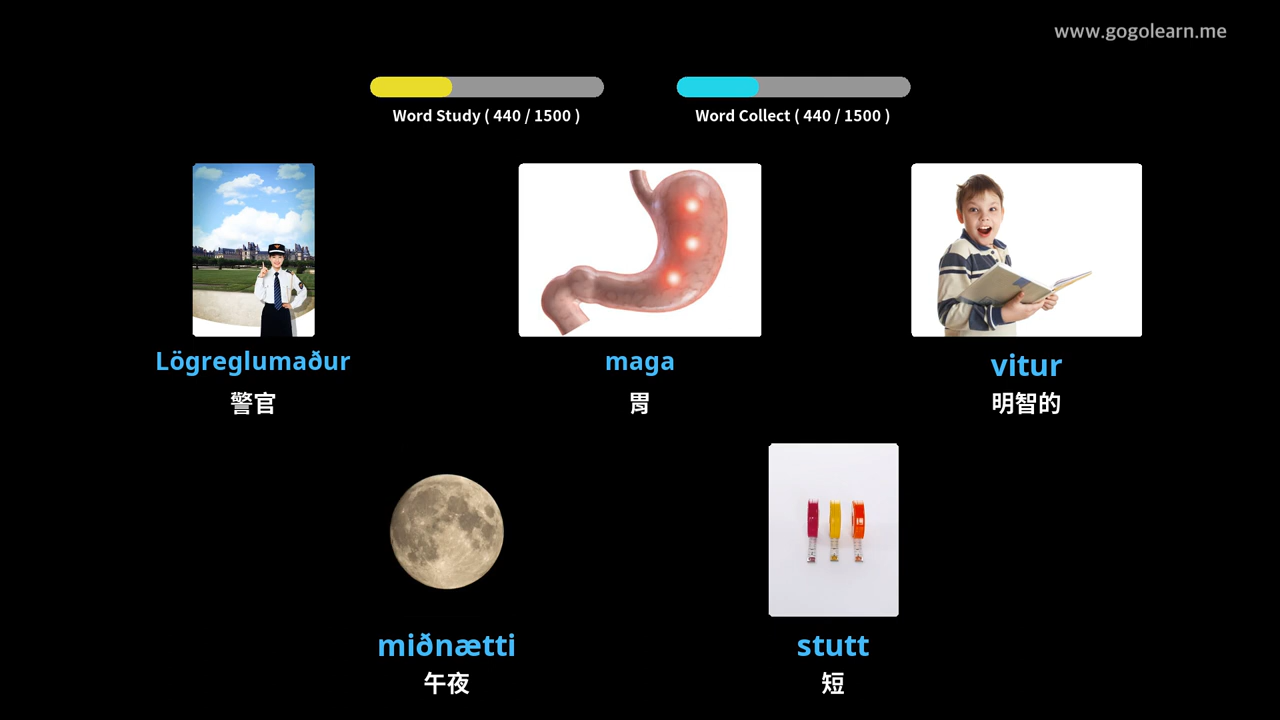 www.gogolearn.me
Word Study ( 440 / 1500 )
Word Collect ( 440 / 1500 )
Lögreglumaður
maga
vitur
警官
胃
明智的
miðnætti
stutt
午夜
短